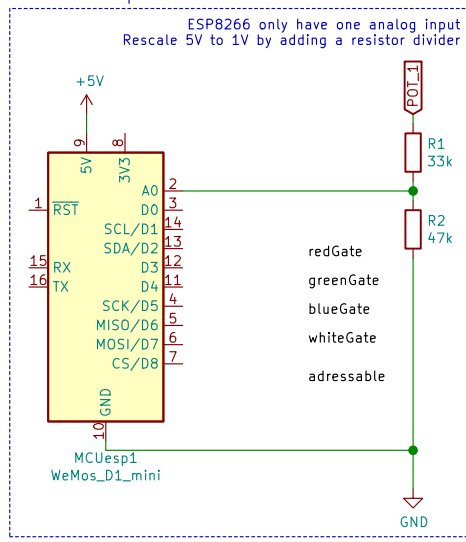 ESP8266 only have one analog input
Rescale 5V to 1V by adding a resistor divider
+5V
POT_1
9
8
5V
3V3
R1
33k
A0
2
1
RST
D0
3
R2
47k
SCL/D1
14
SDA/D2
13
15
RX
D3
12
16
TX
D4
11
SCK/D5
4
MISO/D6
5
MOSI/D7
6
CS/D8
7
redGate
greenGate
blueGate
whiteGate
adressable
GND
10
MCUesp1
WeMos_D1_mini
GND